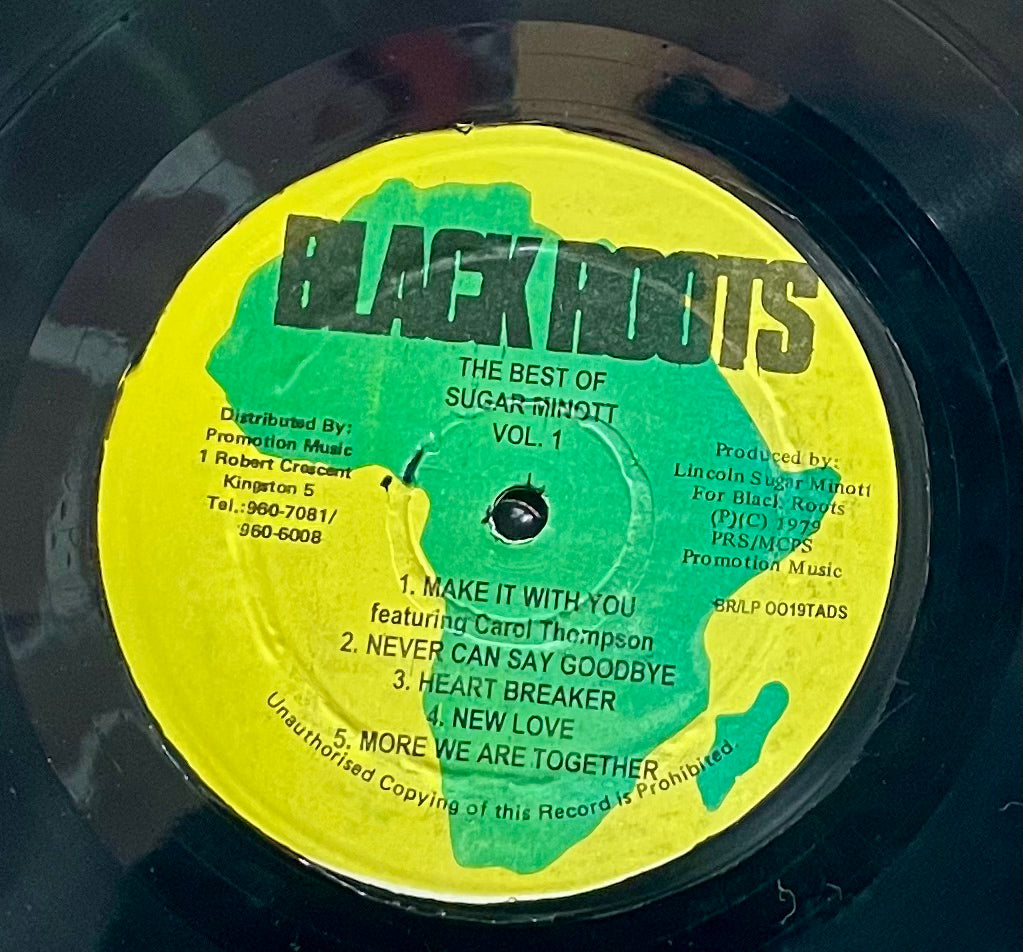 BLACK ROOTS
THE BEST OF
SUGAR MINOTT
VOL. 1
Distributed By:
Promotion Music
1 Robert Crescent
Kingston 5
Tel.:960-7081/
960-6008
Produced by:
Lincoln Sugar Minott
For Black Roots
(P)(C) 1979
PRS/MCPS
Promotion Music
BR/LP OO19TADS
1. MAKE IT WITH YOU
featuring Carol Thompson
2. NEVER CAN SAY GOODBYE
3. HEART BREAKER
4. NEW LOVE
5. MORE WE ARE TOGETHER
Unauthorised Copying of this Record is Prohibited.